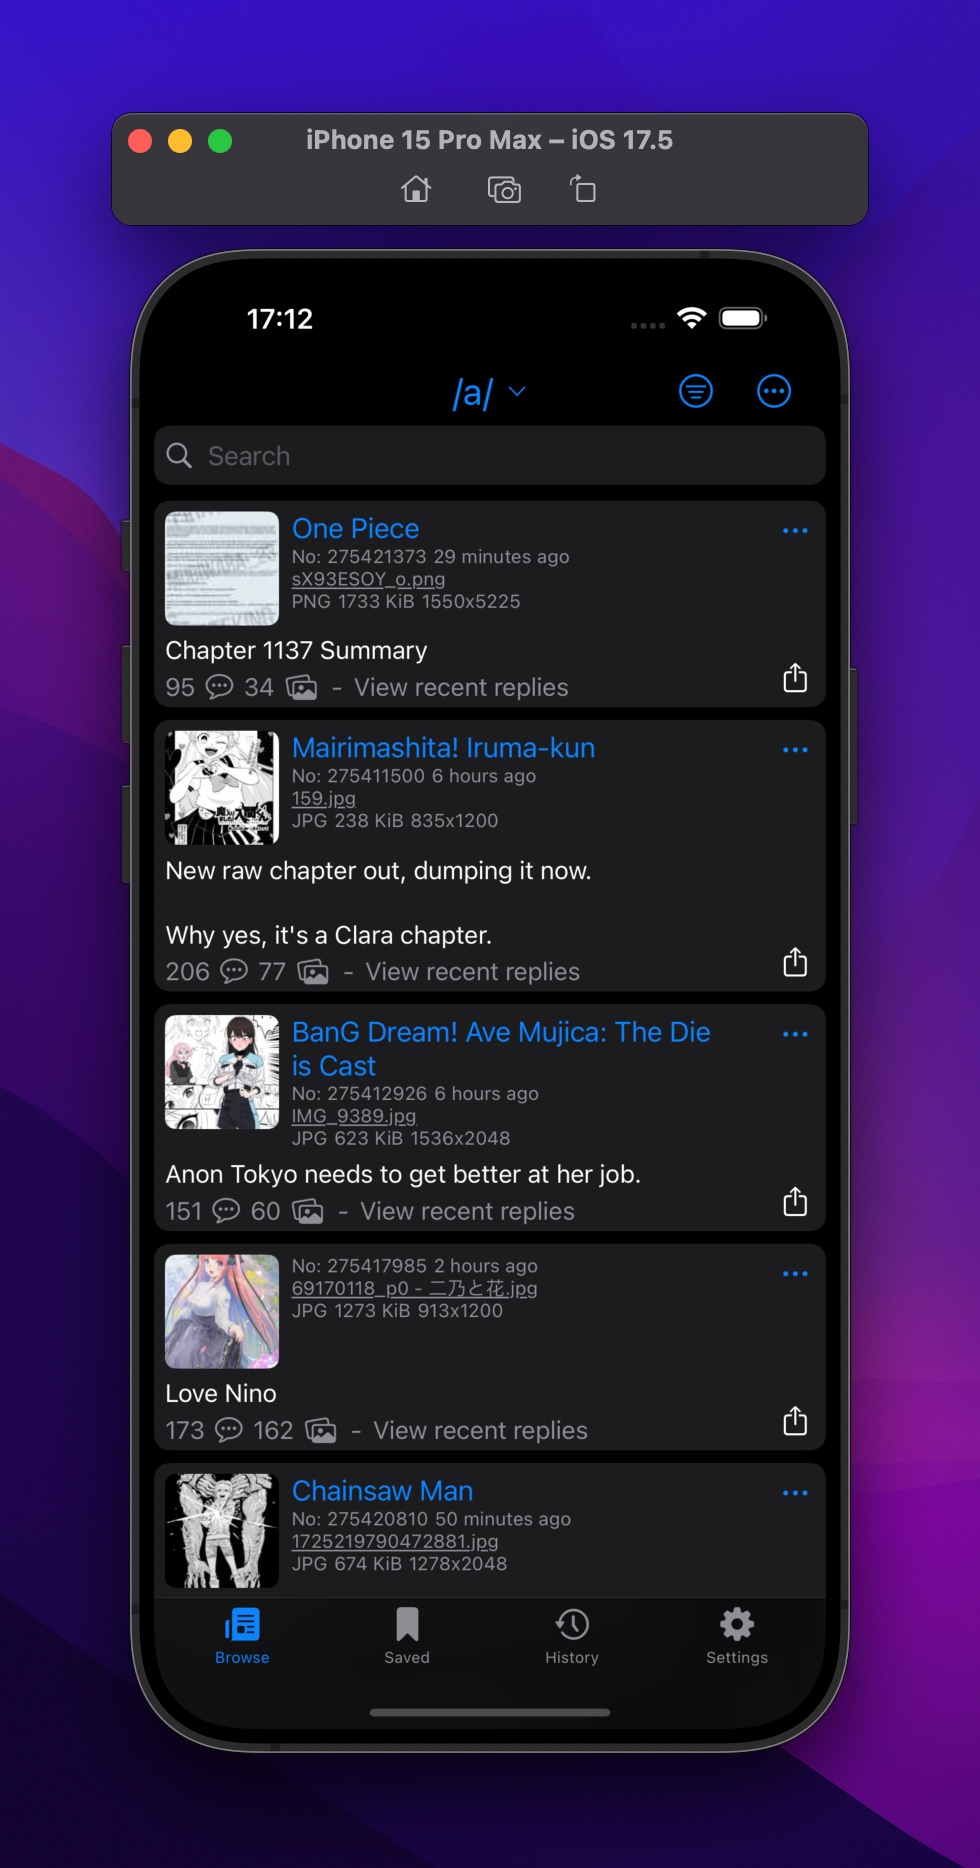 iPhone 15 Pro Max – iOS 17.5
17:12
/a/
Search
One Piece
No: 275421373 29 minutes ago
sX93ESOY_o.png
PNG 1733 KiB 1550x5225
Chapter 1137 Summary
95 34 - View recent replies
Mairimashita! Iruma-kun
No: 275411500 6 hours ago
159.jpg
JPG 238 KiB 835x1200
New raw chapter out, dumping it now.
Why yes, it's a Clara chapter.
206 77 - View recent replies
BanG Dream! Ave Mujica: The Die
is Cast
No: 275412926 6 hours ago
IMG_9389.jpg
JPG 623 KiB 1536x2048
Anon Tokyo needs to get better at her job.
151 60 - View recent replies
No: 275417985 2 hours ago
69170118_p0 - 二乃と花.jpg
JPG 1273 KiB 913x1200
Love Nino
173 162 - View recent replies
Chainsaw Man
No: 275420810 50 minutes ago
1725219790472881.jpg
JPG 674 KiB 1278x2048
Browse
Saved
History
Settings